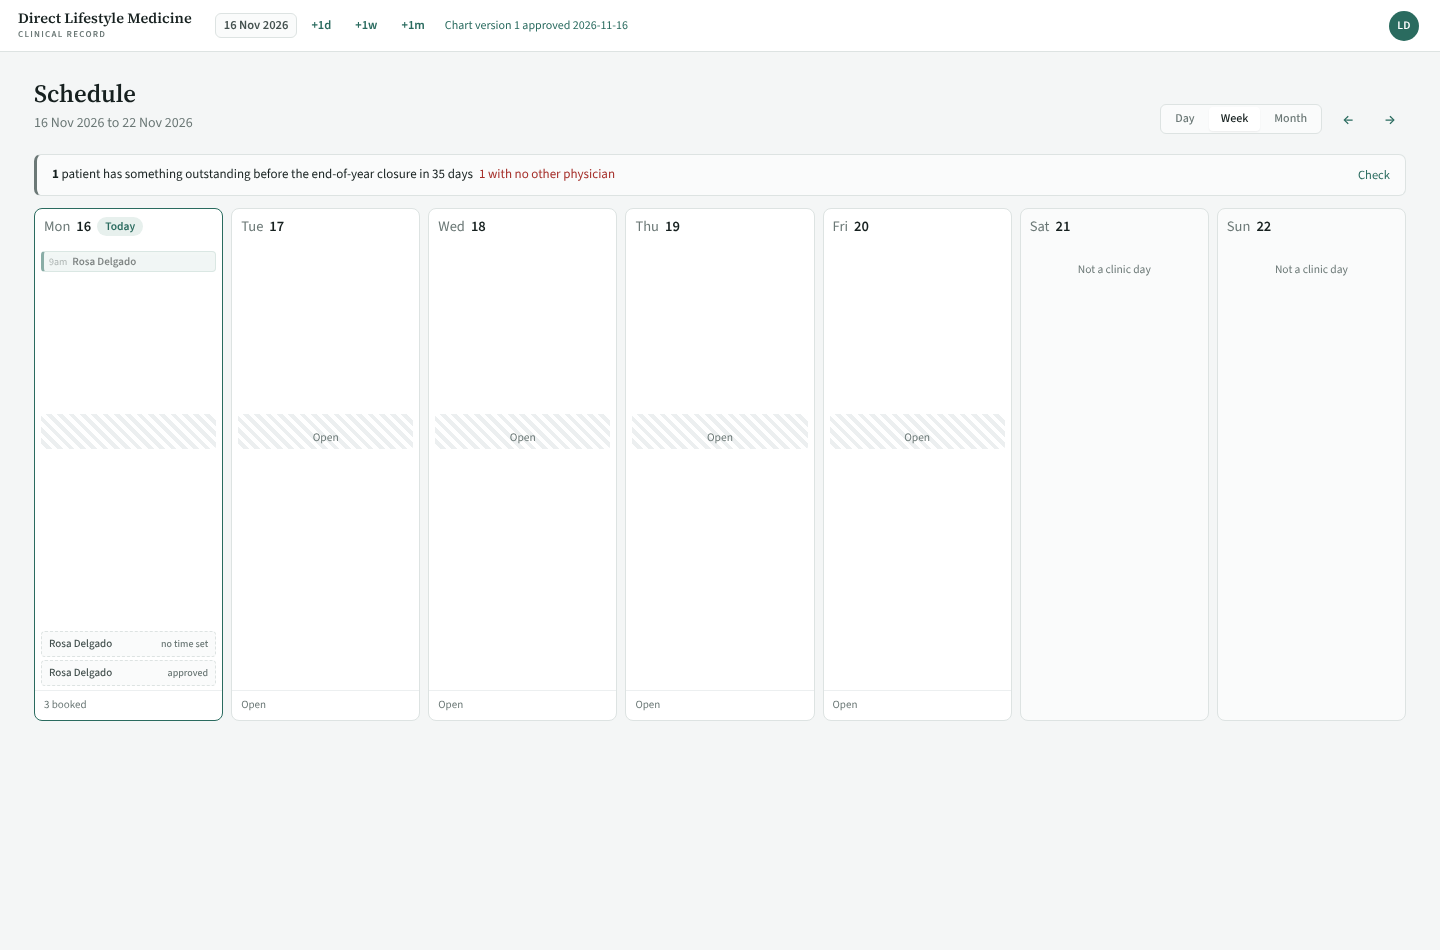 Direct Lifestyle Medicine
CLINICAL RECORD
16 Nov 2026 +1d +1w +1m Chart version 1 approved 2026-11-16
LD
Schedule
16 Nov 2026 to 22 Nov 2026
Day Week Month ← →
1 patient has something outstanding before the end-of-year closure in 35 days 1 with no other physician
Check
Mon 16 Today
Tue 17
Wed 18
Thu 19
Fri 20
Sat 21
Sun 22
9am Rosa Delgado
Not a clinic day
Not a clinic day
Open
Open
Open
Open
Rosa Delgado no time set
Rosa Delgado approved
3 booked
Open
Open
Open
Open